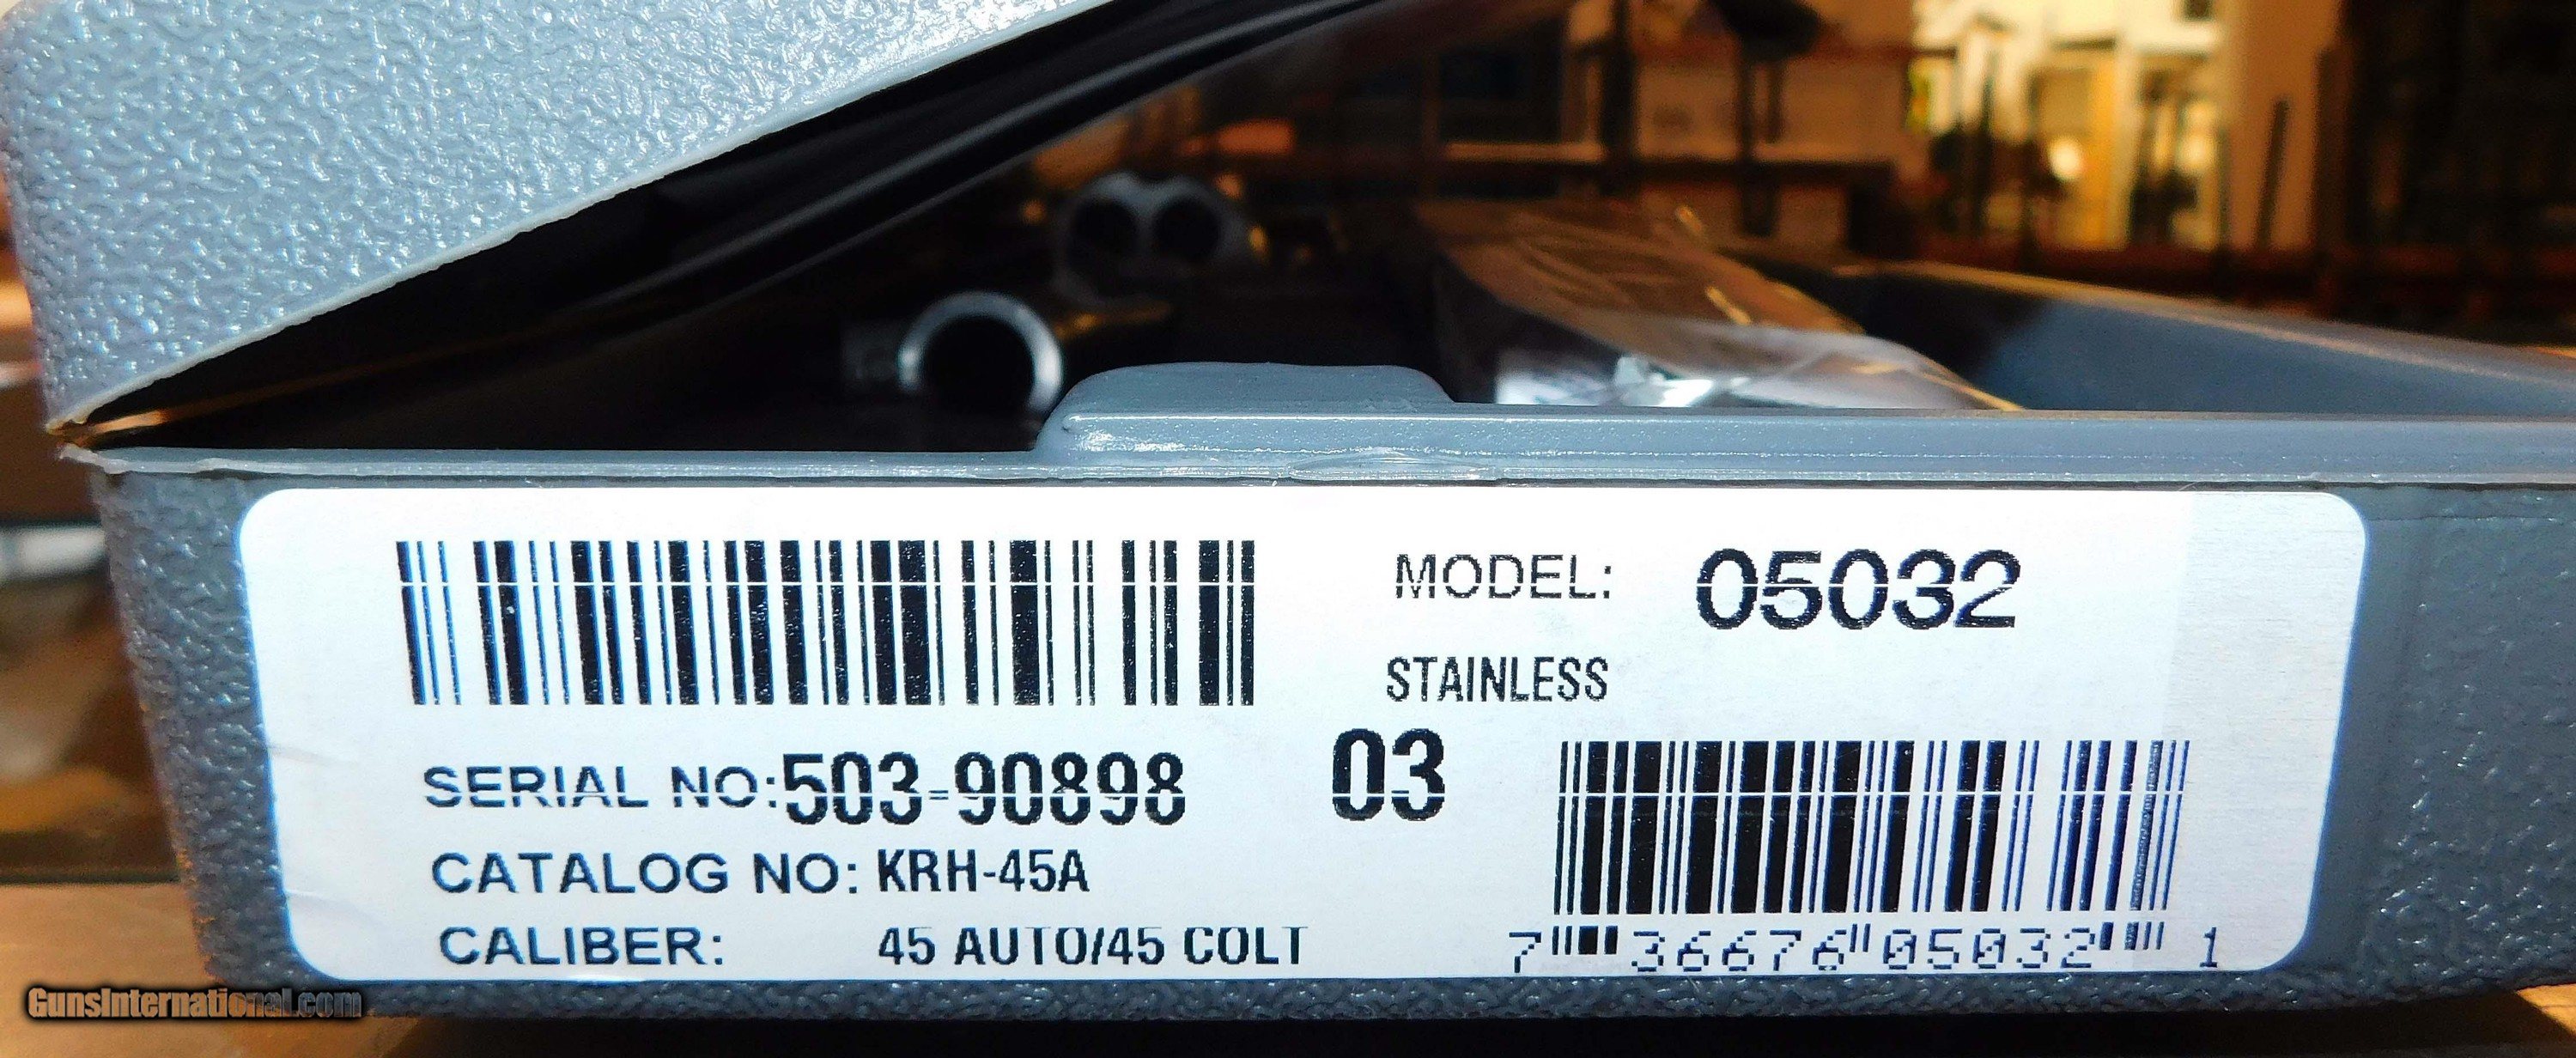 MODEL: 05032
STAINLESS
SERIAL NO:503-90898
03
CATALOG NO: KRH-45A
CALIBER: 45 AUTO/45 COLT
7 36676 05032 1
GunsInternational.com